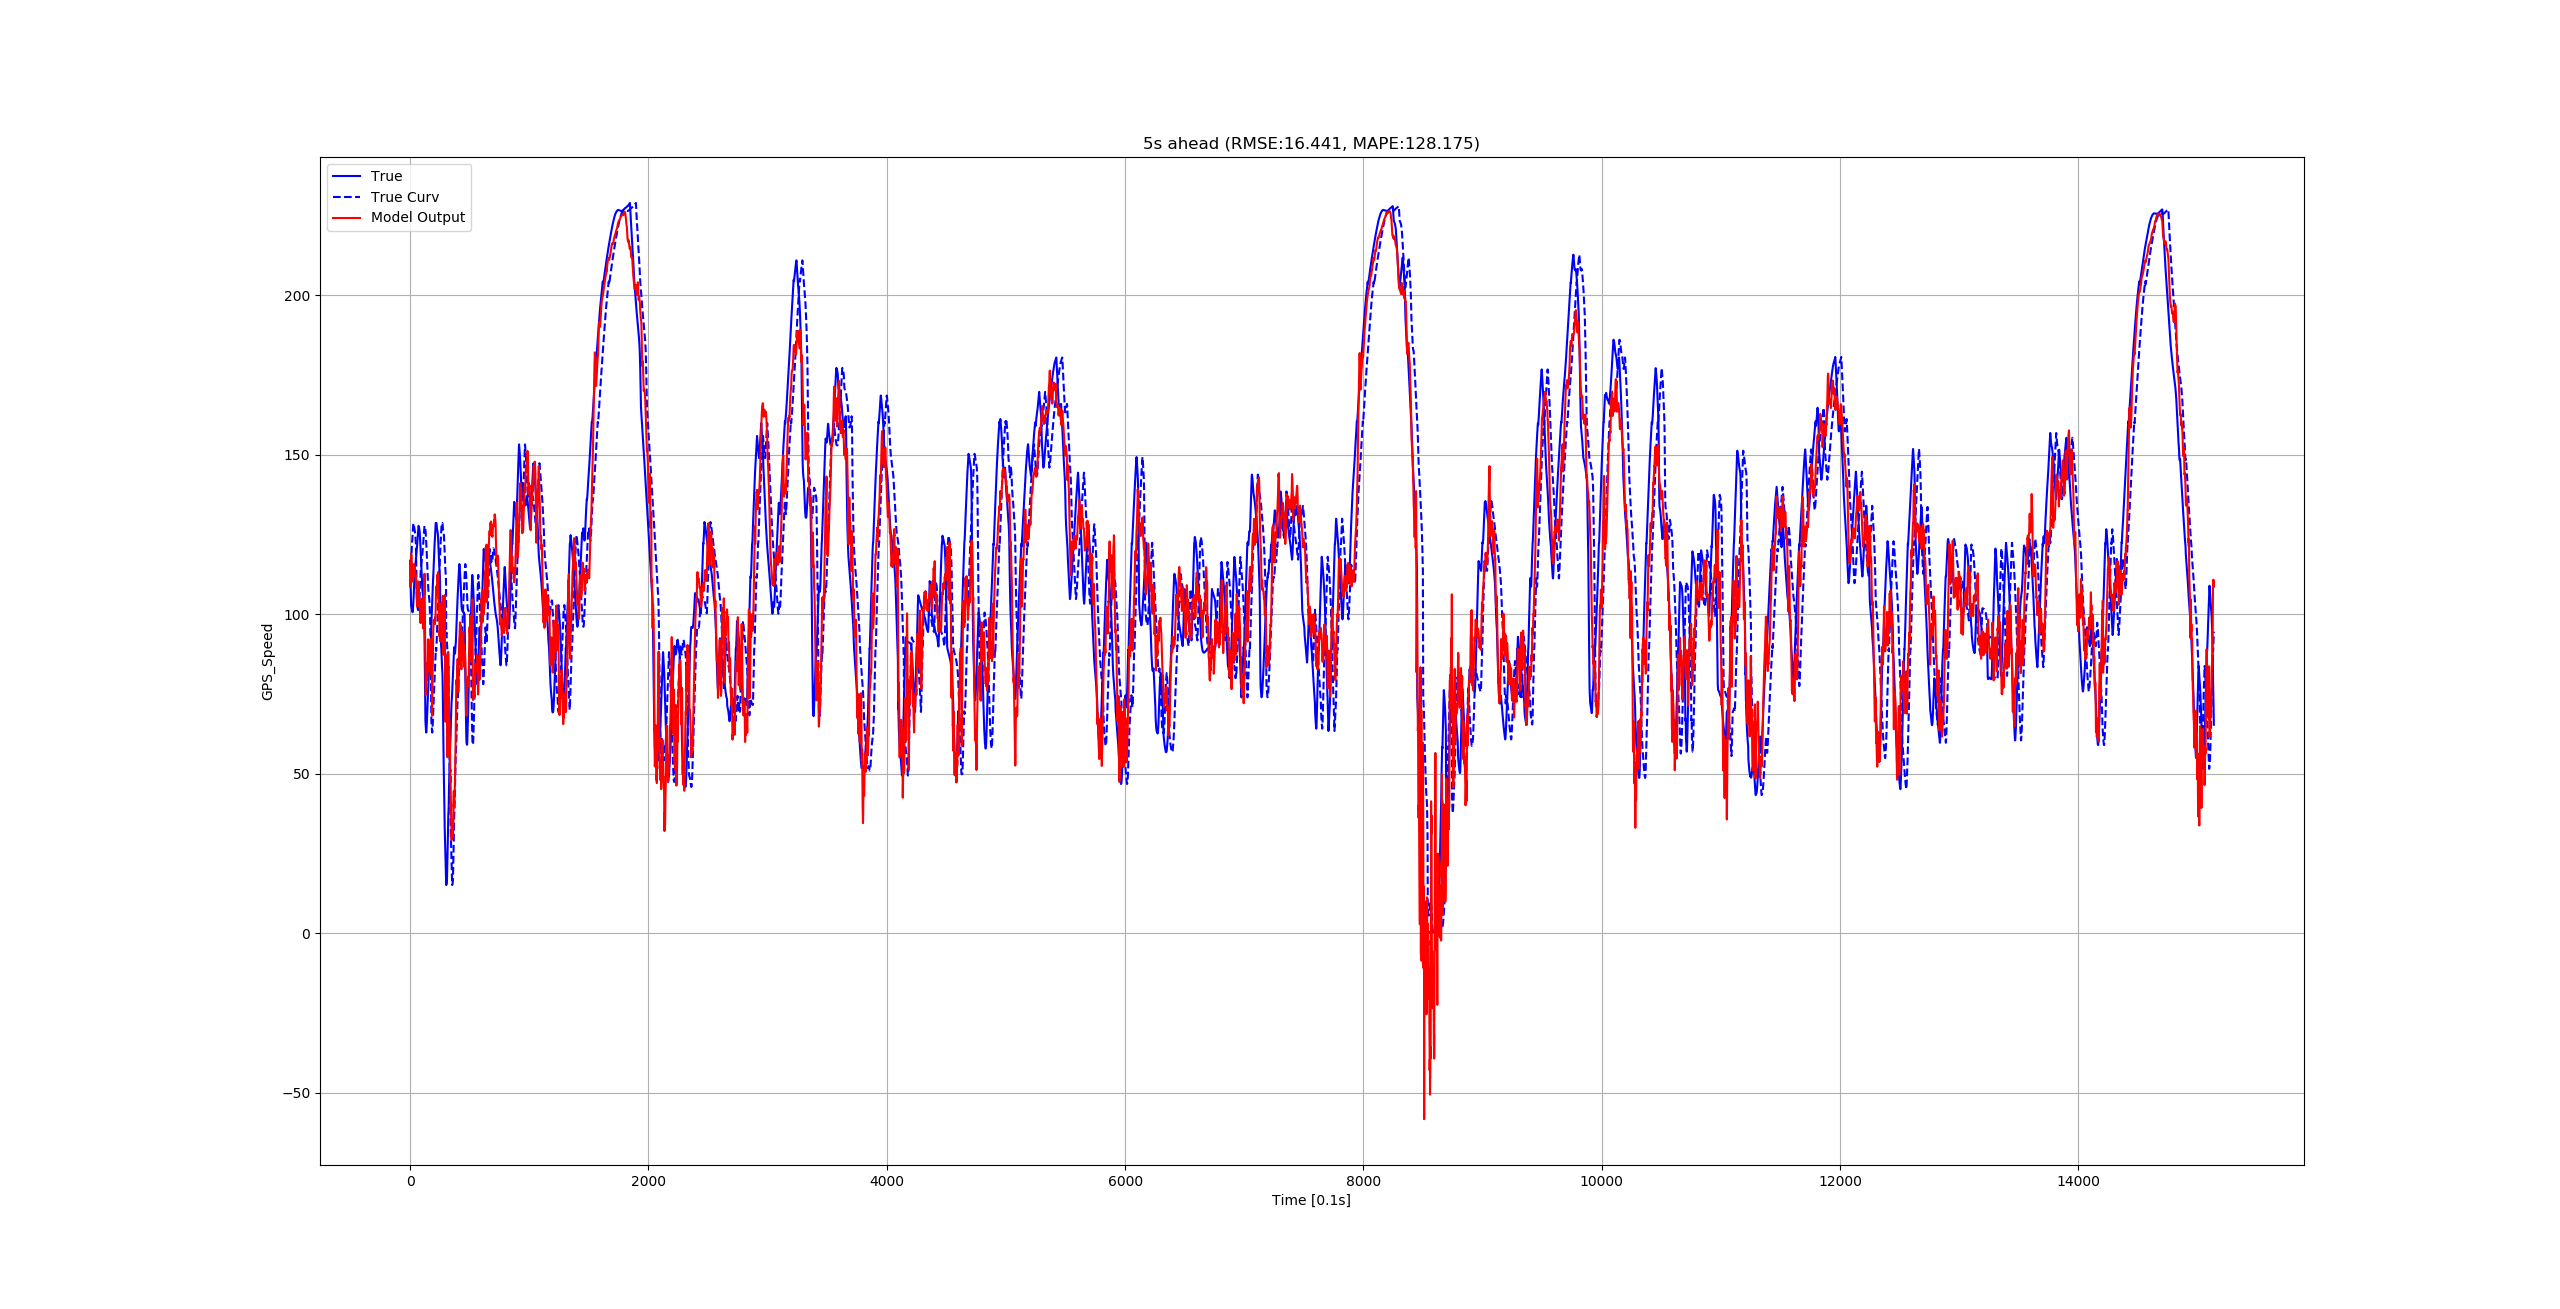 5s ahead (RMSE:16.441, MAPE:128.175)
True
True Curv
Model Output
200
150
100
50
0
−50
GPS_Speed
0 2000 4000 6000 8000 10000 12000 14000
Time [0.1s]